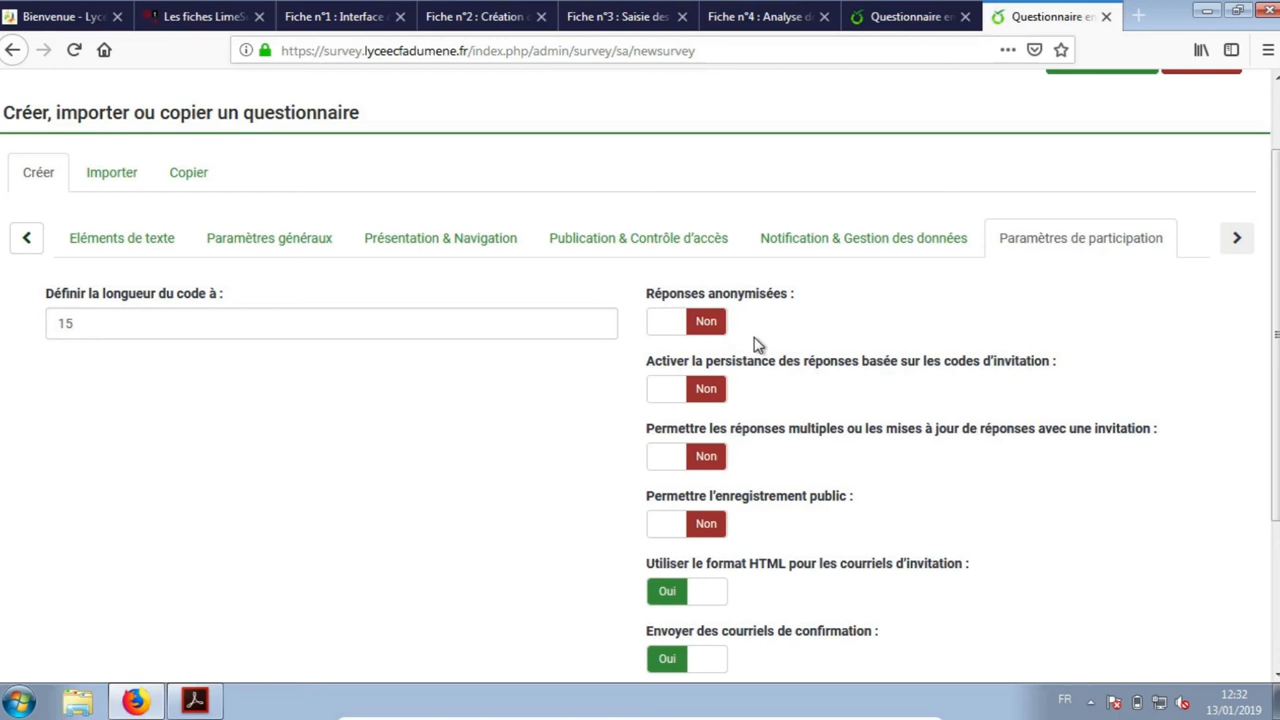 Bienvenue - Lyc
Les fiches LimeS
Fiche n°1 : Interface
Fiche n°2 : Création
Fiche n°3 : Saisie des
Fiche n°4 : Analyse d
Questionnaire en
Questionnaire en
https://survey.lyceecfadumene.fr/index.php/admin/survey/sa/newsurvey
Créer, importer ou copier un questionnaire
Créer
Importer
Copier
Eléments de texte
Paramètres généraux
Présentation & Navigation
Publication & Contrôle d'accès
Notification & Gestion des données
Paramètres de participation
Définir la longueur du code à :
15
Réponses anonymisées :
Non
Activer la persistance des réponses basée sur les codes d'invitation :
Non
Permettre les réponses multiples ou les mises à jour de réponses avec une invitation :
Non
Permettre l'enregistrement public :
Non
Utiliser le format HTML pour les courriels d'invitation :
Oui
Envoyer des courriels de confirmation :
Oui
FR
12:32
13/01/2019